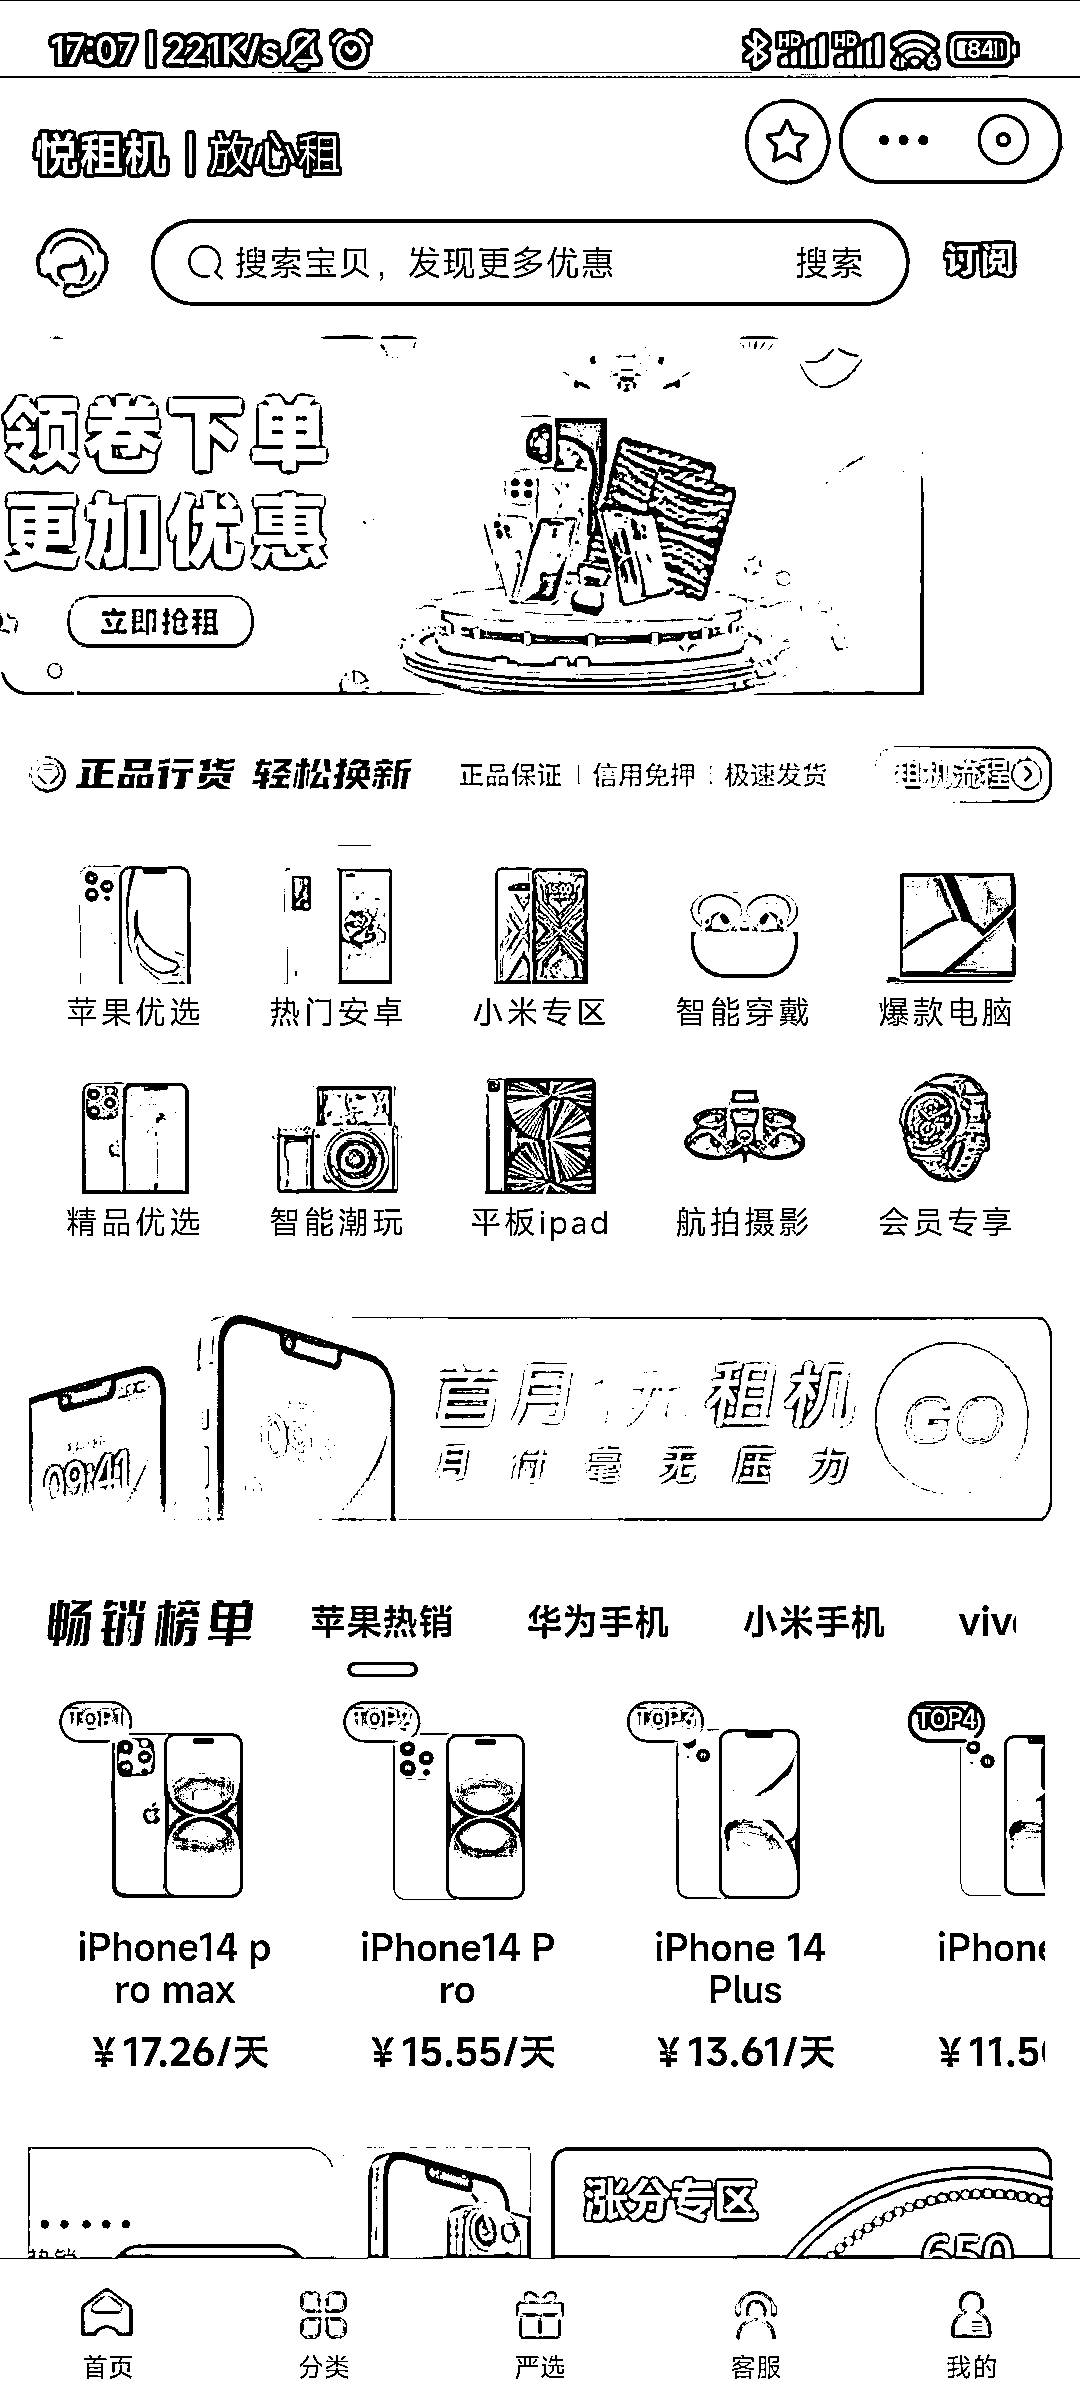 17:07 | 221K/s
HD HD 84
悦租机 | 放心租
搜索宝贝，发现更多优惠 搜索 订阅
领卷下单
更加优惠
立即抢租
正品行货 轻松换新 正品保证 | 信用免押 | 极速发货 租机流程
苹果优选 热门安卓 小米专区 智能穿戴 爆款电脑
精品优选 智能潮玩 平板ipad 航拍摄影 会员专享
09:41
首月1元租机 GO
月付毫无压力
畅销榜单 苹果热销 华为手机 小米手机 viv
TOP1 TOP2 TOP3 TOP4
iPhone14 p
ro max
iPhone14 P
ro
iPhone 14
Plus
iPhone
¥17.26/天 ¥15.55/天 ¥13.61/天 ¥11.5
涨分专区
650
首页 分类 严选 客服 我的